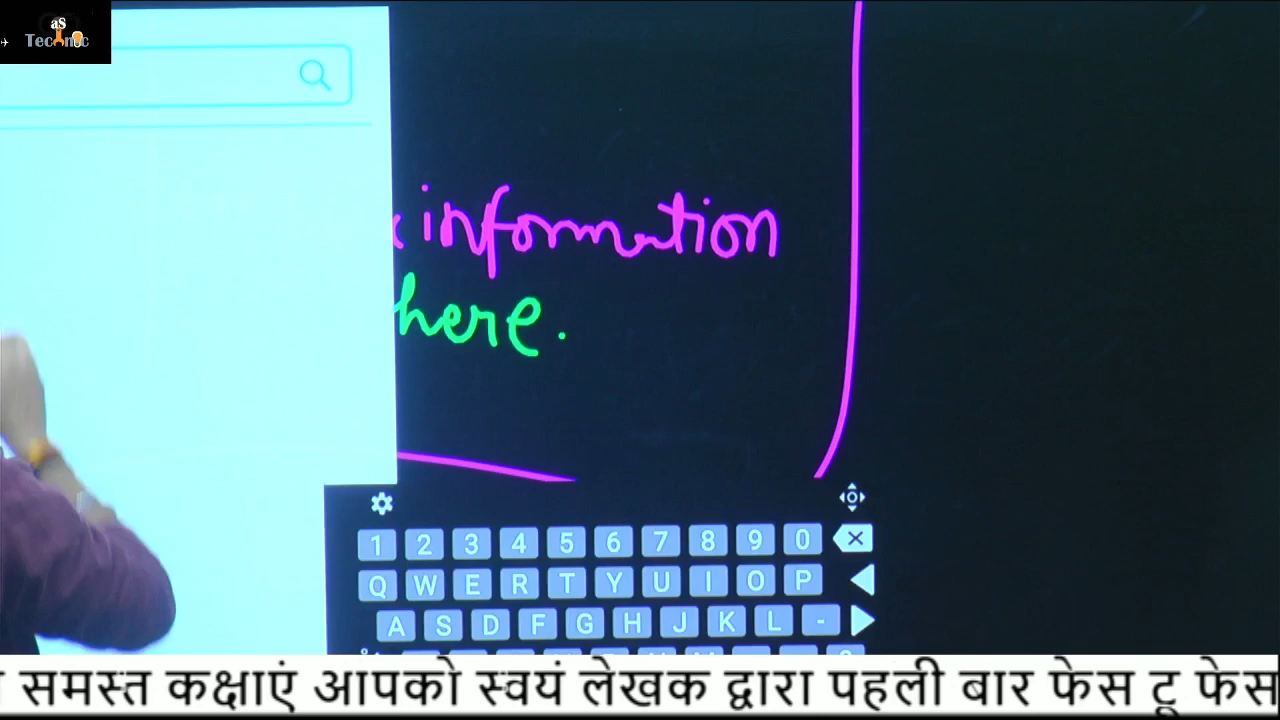 as
Tecomic
information
here.
1 2 3 4 5 6 7 8 9 0
Q W E R T Y U I O P
A S D F G H J K L -
समस्त कक्षाएं आपको स्वयं लेखक द्वारा पहली बार फेस टू फेस